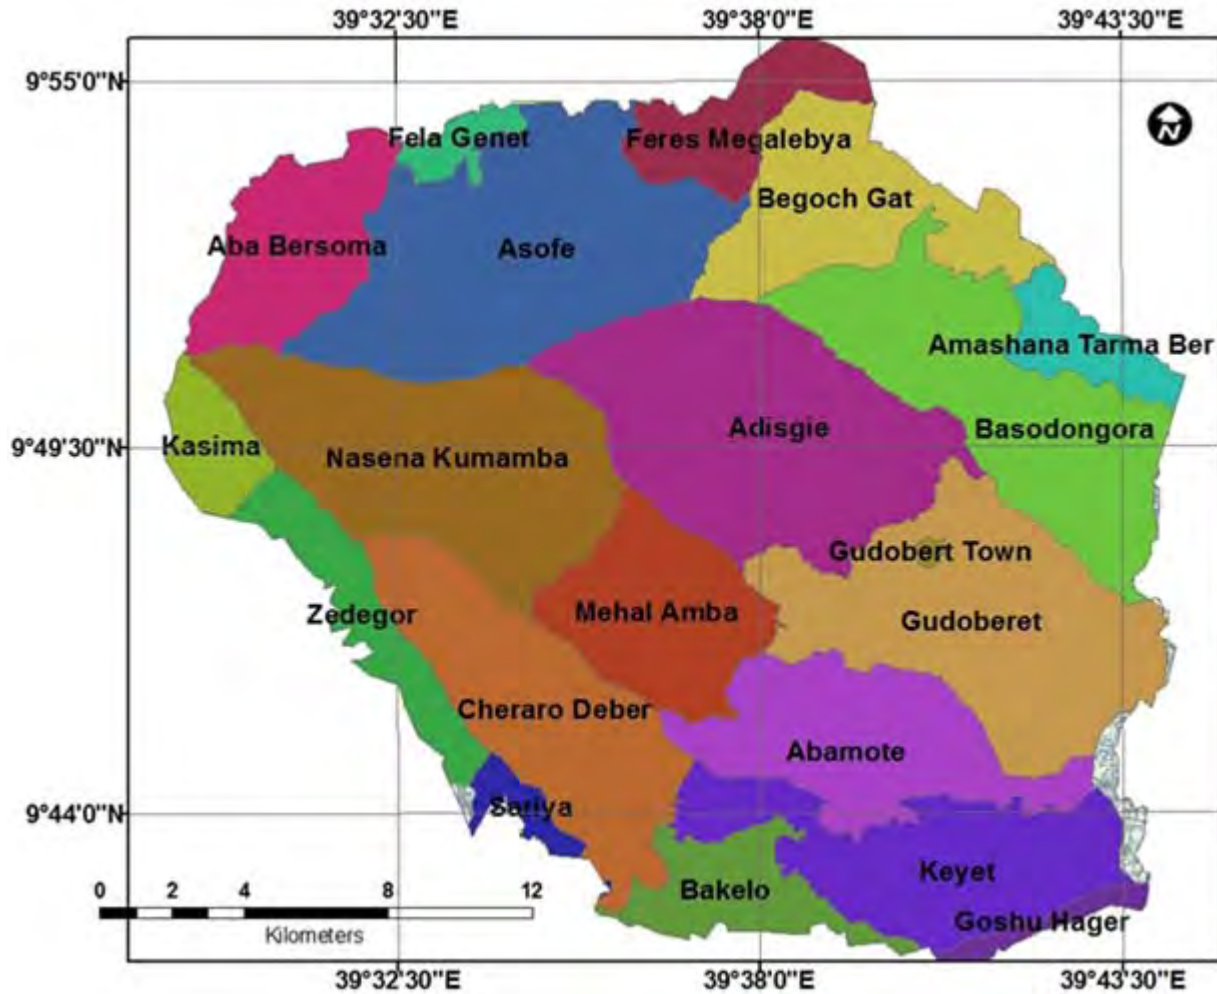 39°32'30"E 39°38'0"E 39°43'30"E
9°55'0"N
N
Fela Genet
Feres Megalebya
Begoch Gat
Aba Bersoma
Asofe
Amashana Tarma Ber
Adisgie
Basodongora
9°49'30"N
Kasima
Nasena Kumamba
Gudobert Town
Zedegor
Mehal Amba
Gudoberet
Cheraro Deber
Abamote
9°44'0"N
Sariya
Keyet
Bakelo
Goshu Hager
0 2 4 8 12
Kilometers
39°32'30"E 39°38'0"E 39°43'30"E